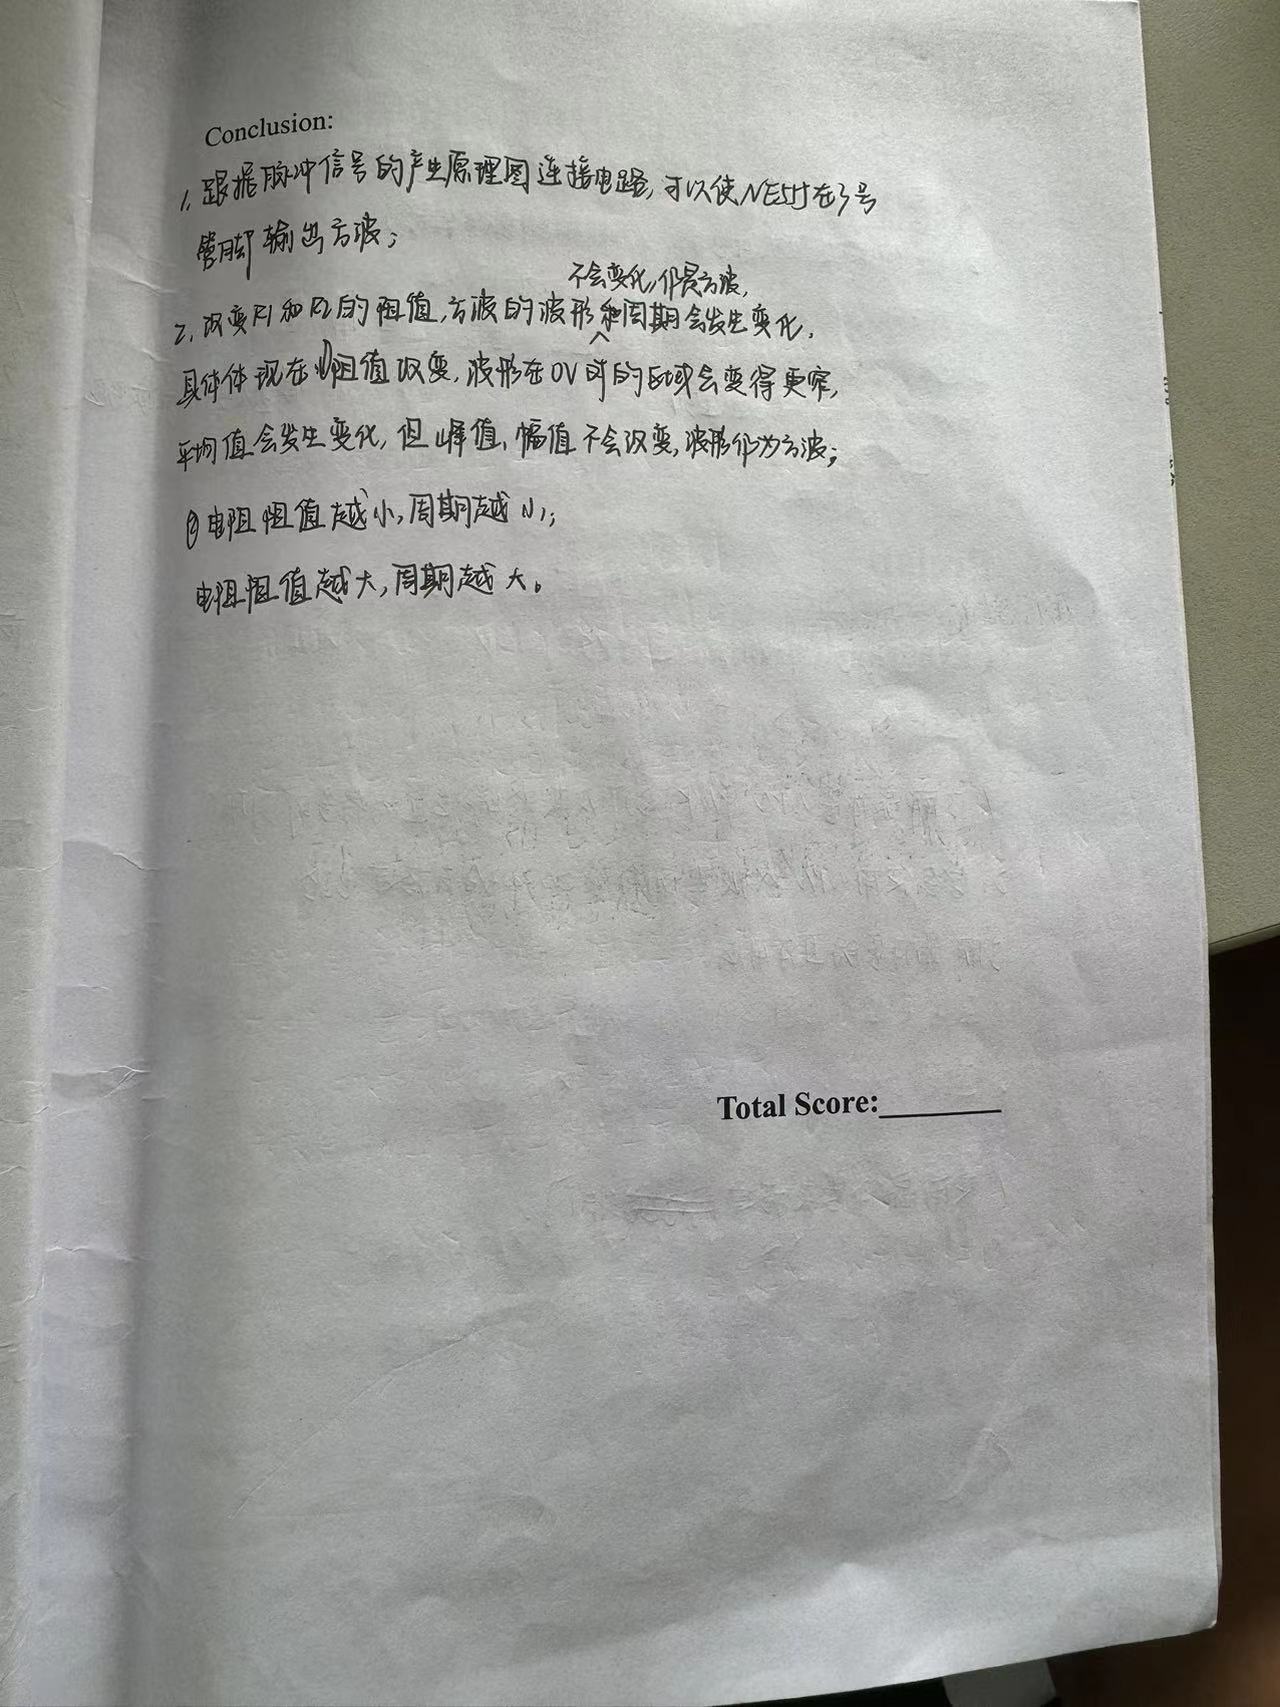 Conclusion:
1. 跟据脉冲信号的产生原理图连接电路,可以使NE555在3号
管脚输出方波;
不会变化,仍是方波,
2. 改变R1和R2的阻值,方波的波形和周期会发生变化,
具体体现在①阻值改变,波形在0V时的区域会变得更窄,
平均值会发生变化,但峰值、幅值不会改变,波形仍为方波;
②电阻阻值越小,周期越小;
电阻阻值越大,周期越大。
Total Score: